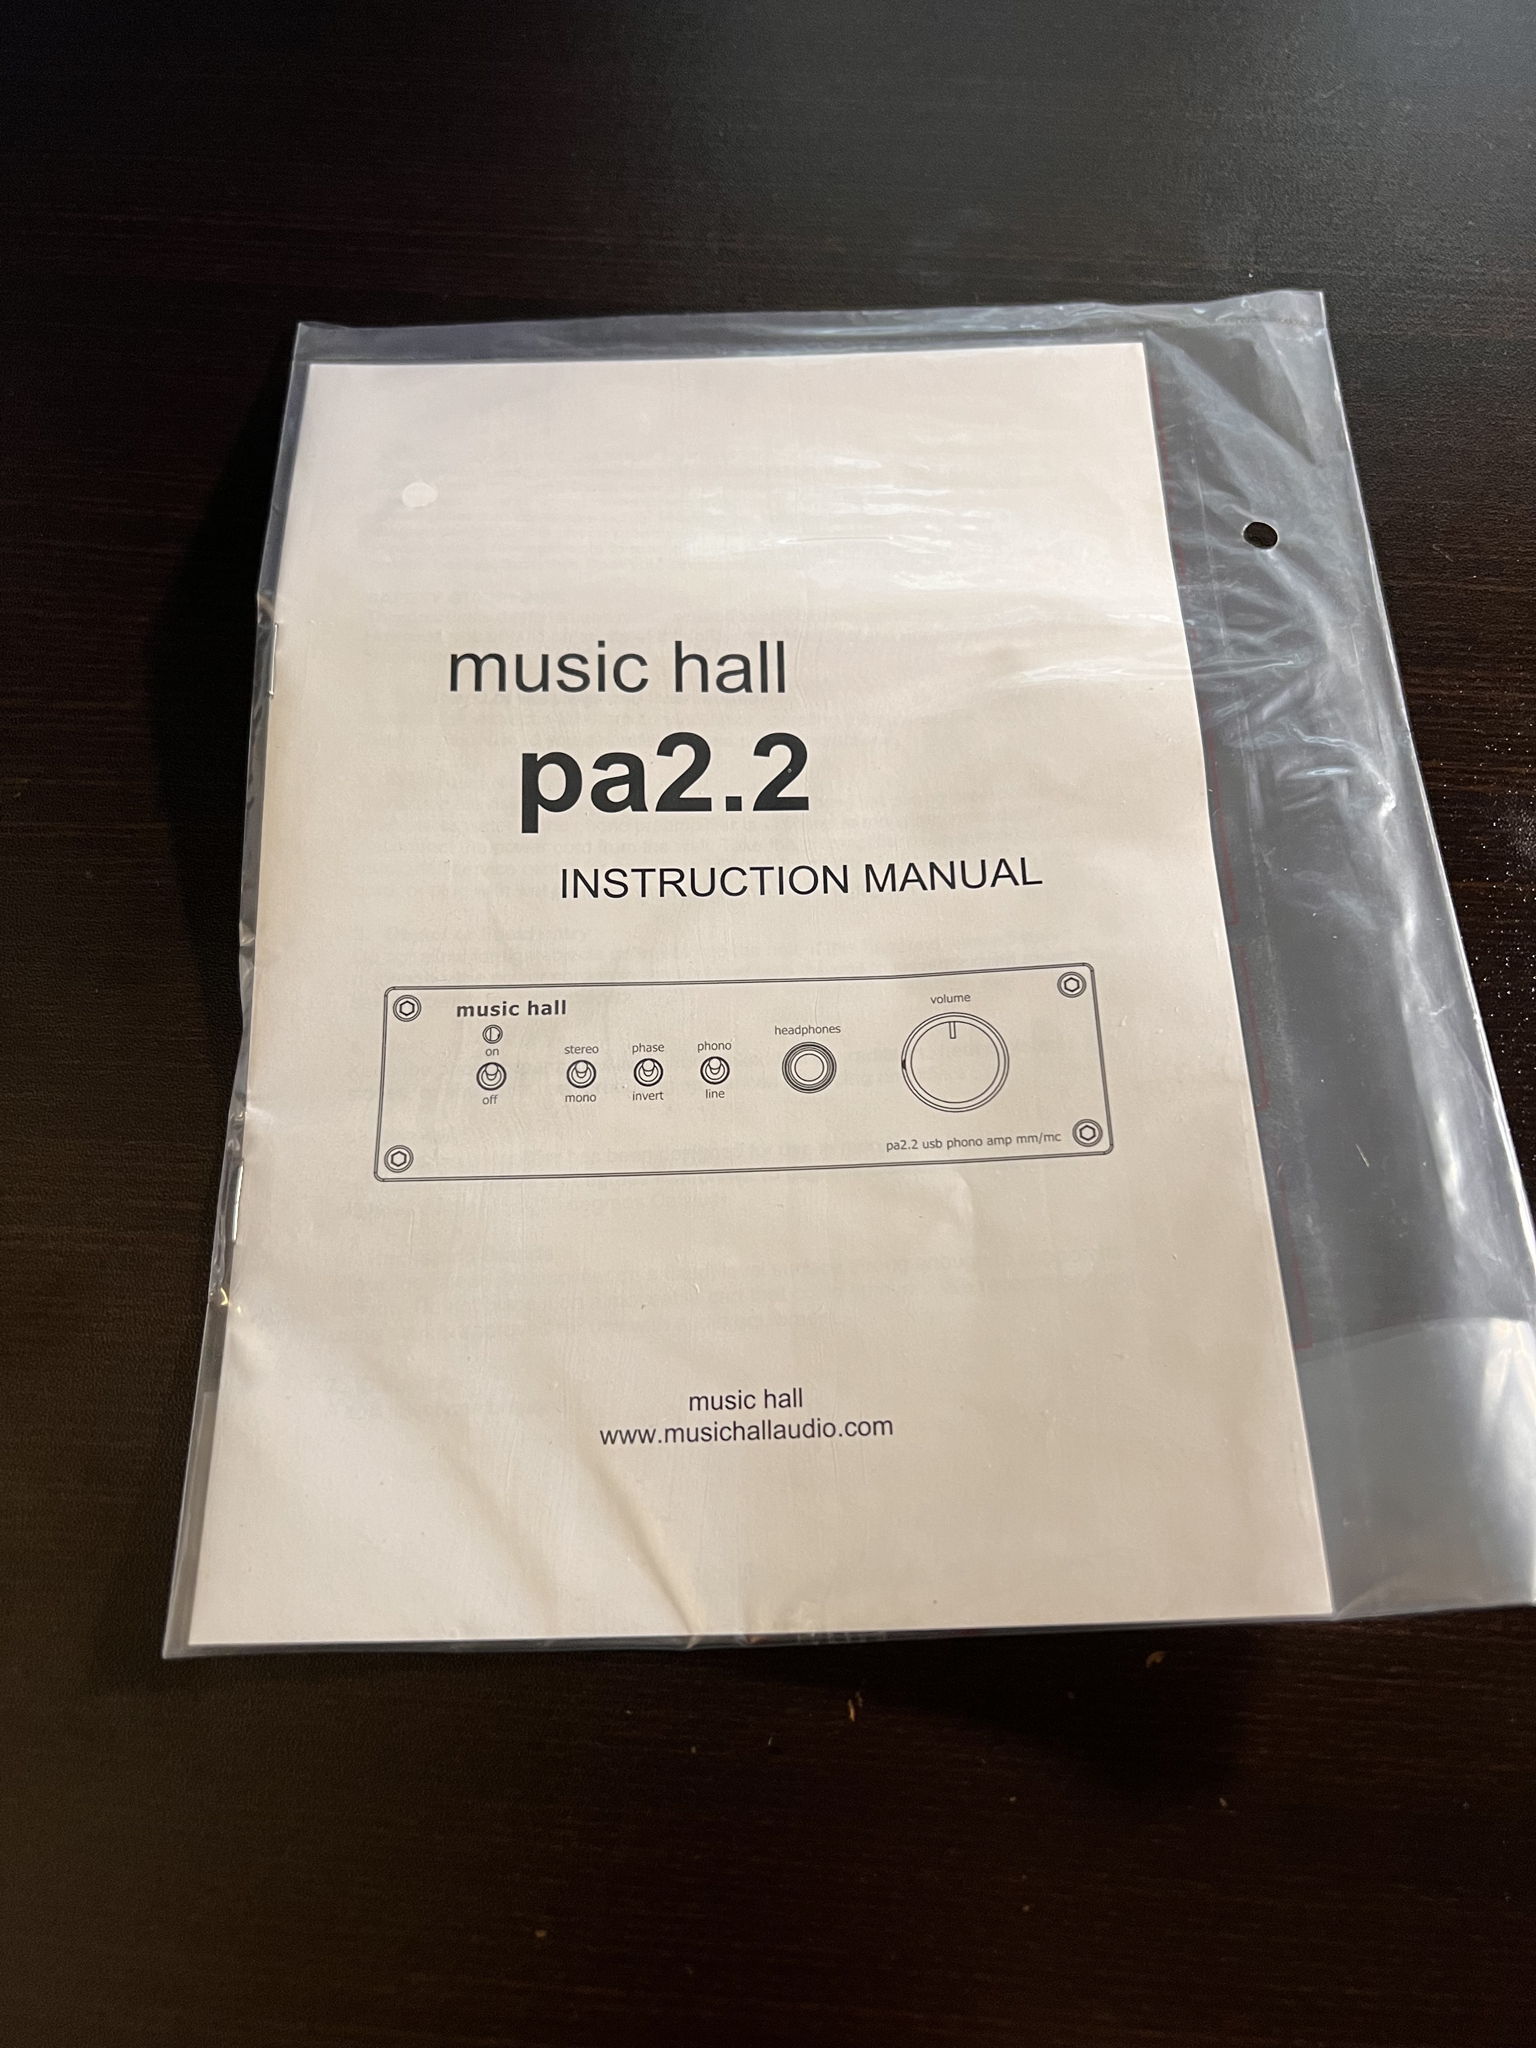 music hall
pa2.2
INSTRUCTION MANUAL
music hall
on
off
stereo
mono
phase
invert
phono
line
headphones
volume
pa2.2 usb phono amp mm/mc
music hall
www.musichallaudio.com